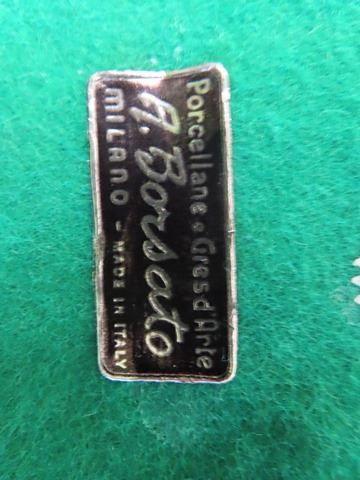 Porcellane e Gres d'Arte
A. Borsato
MILANO - MADE IN ITALY